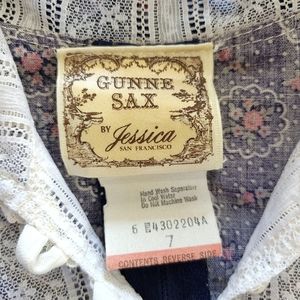 GUNNE
SAX
BY Jessica
SAN FRANCISCO
Hand Wash Separately
In Cool Water
Do Not Machine Wash
6 4302204A
7
CONTENTS REVERSE SIDE